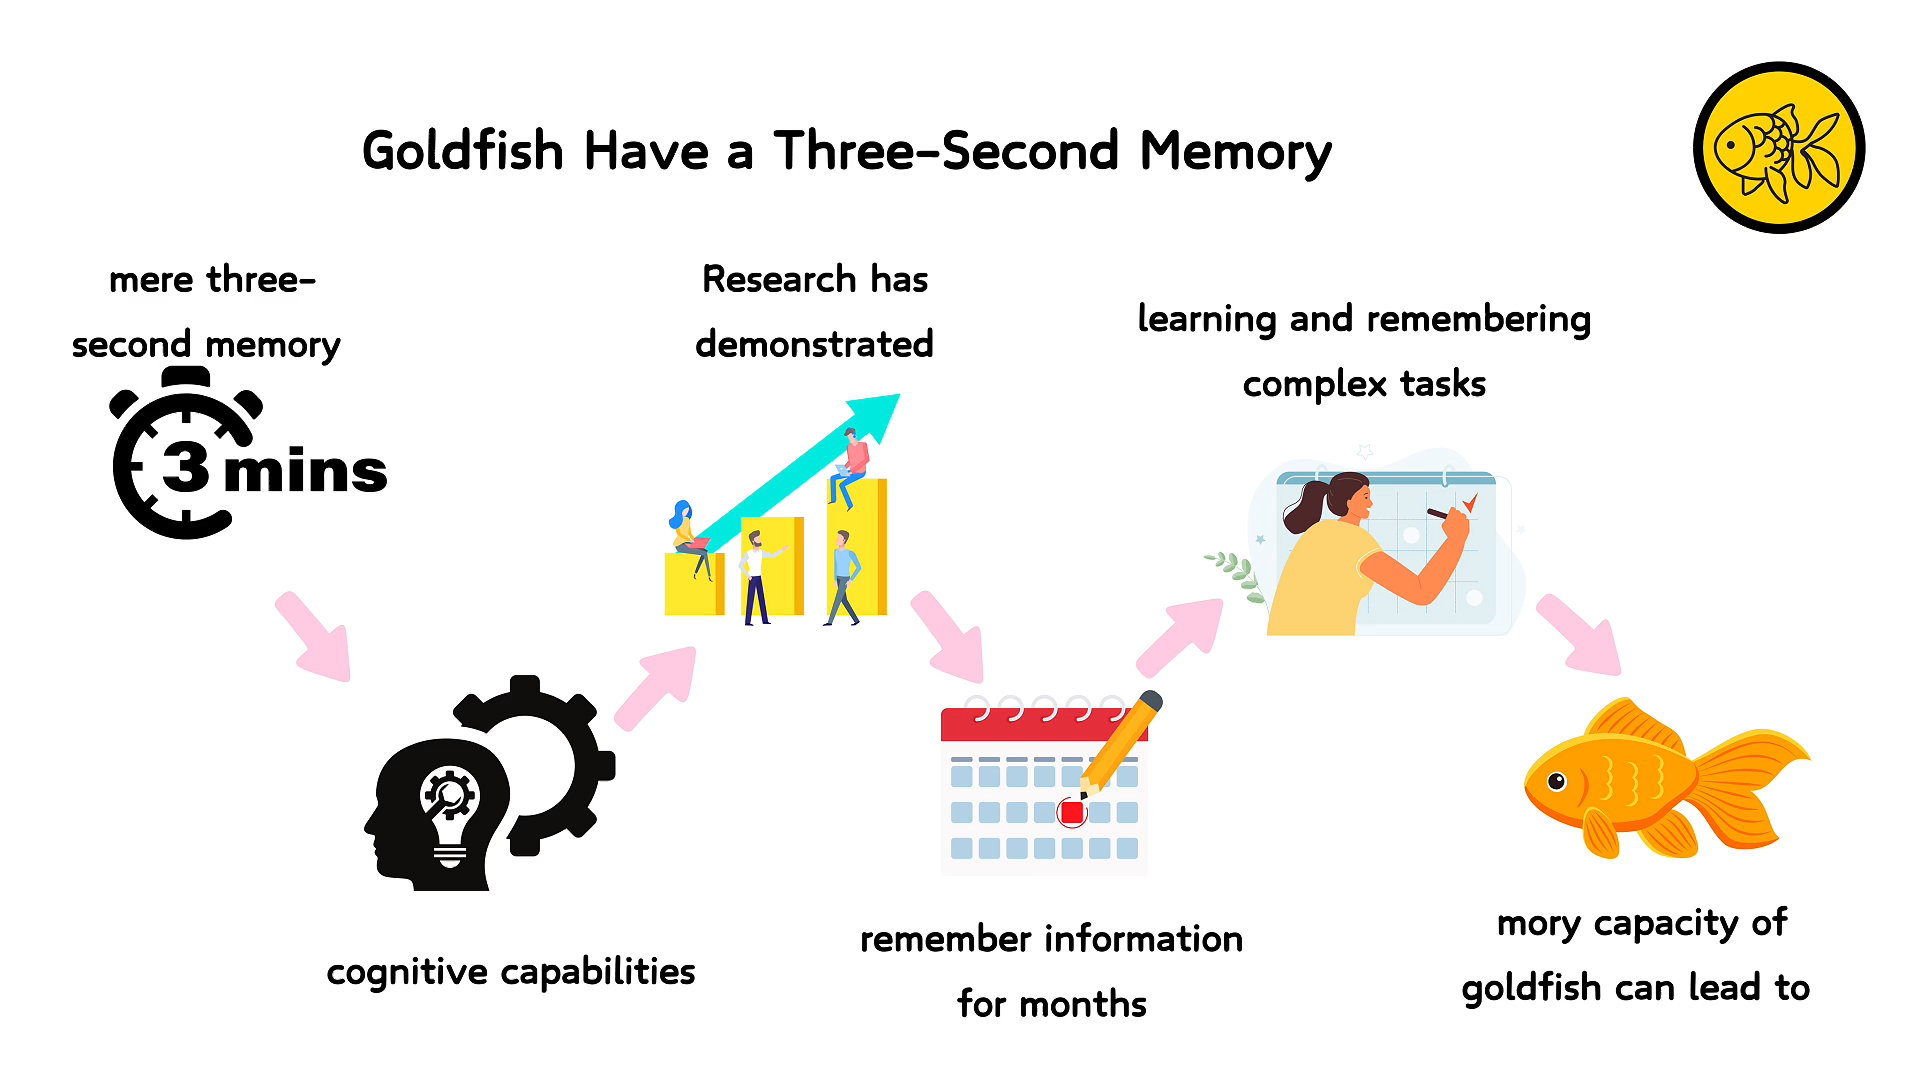 Goldfish Have a Three-Second Memory
mere three-
second memory
3 mins
cognitive capabilities
Research has
demonstrated
remember information
for months
learning and remembering
complex tasks
mory capacity of
goldfish can lead to